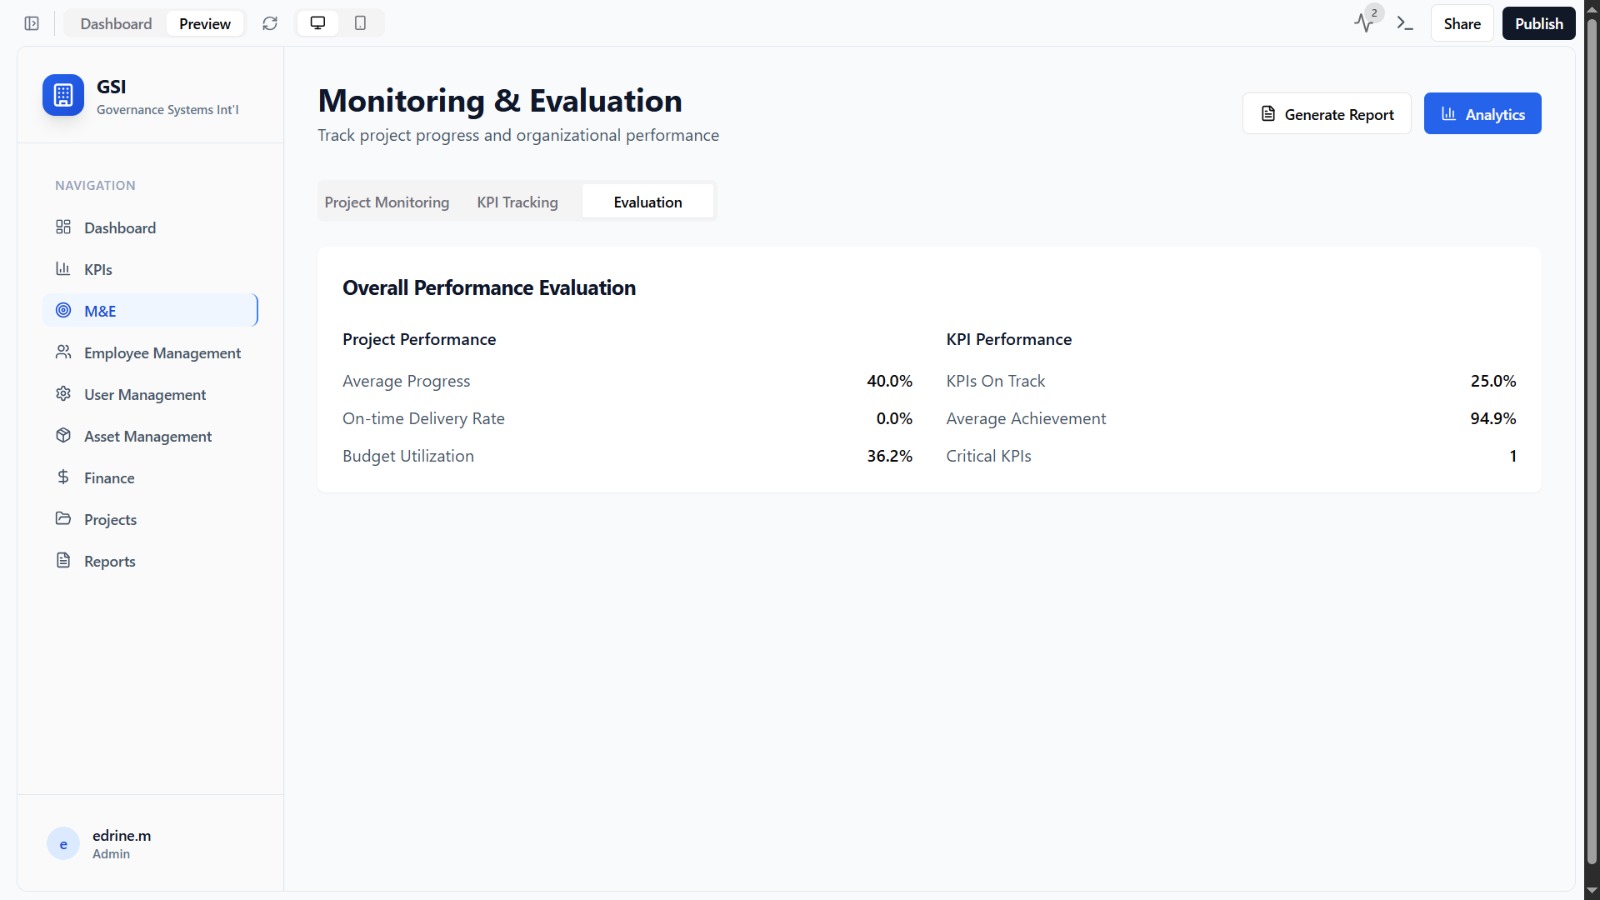 Dashboard
Preview
2
Share
Publish
GSI
Governance Systems Int'l
NAVIGATION
Dashboard
KPIs
M&E
Employee Management
User Management
Asset Management
Finance
Projects
Reports
e
edrine.m
Admin
Monitoring & Evaluation
Track project progress and organizational performance
Generate Report
Analytics
Project Monitoring
KPI Tracking
Evaluation
Overall Performance Evaluation
Project Performance
Average Progress 40.0%
On-time Delivery Rate 0.0%
Budget Utilization 36.2%
KPI Performance
KPIs On Track 25.0%
Average Achievement 94.9%
Critical KPIs 1